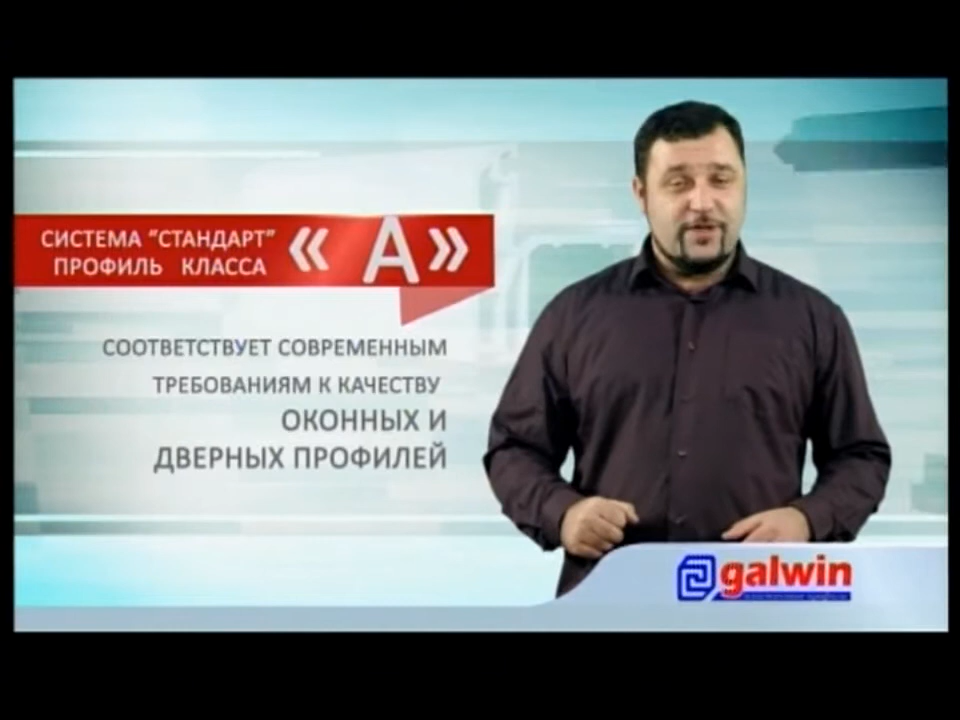 СИСТЕМА "СТАНДАРТ"
ПРОФИЛЬ КЛАССА
« А »
СООТВЕТСТВУЕТ СОВРЕМЕННЫМ
ТРЕБОВАНИЯМ К КАЧЕСТВУ
ОКОННЫХ И
ДВЕРНЫХ ПРОФИЛЕЙ
galwin